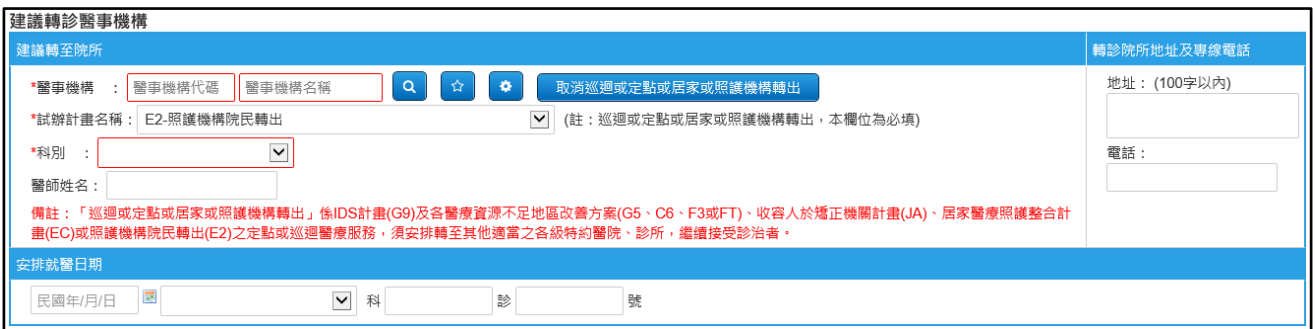 建議轉診醫事機構
建議轉至院所
轉診院所地址及專線電話
*醫事機構 : 醫事機構代碼 醫事機構名稱 取消巡迴或定點或居家或照護機構轉出
*試辦計畫名稱: E2-照護機構院民轉出 (註:巡迴或定點或居家或照護機構轉出,本欄位為必填)
*科別 :
醫師姓名:
備註:「巡迴或定點或居家或照護機構轉出」係IDS計畫(G9)及各醫療資源不足地區改善方案(G5、C6、F3或FT)、收容人於矯正機關計畫(JA)、居家醫療照護整合計
畫(EC)或照護機構院民轉出(E2)之定點或巡迴醫療服務,須安排轉至其他適當之各級特約醫院、診所,繼續接受診治者。
地址: (100字以內)
電話:
安排就醫日期
民國年/月/日 科 診 號